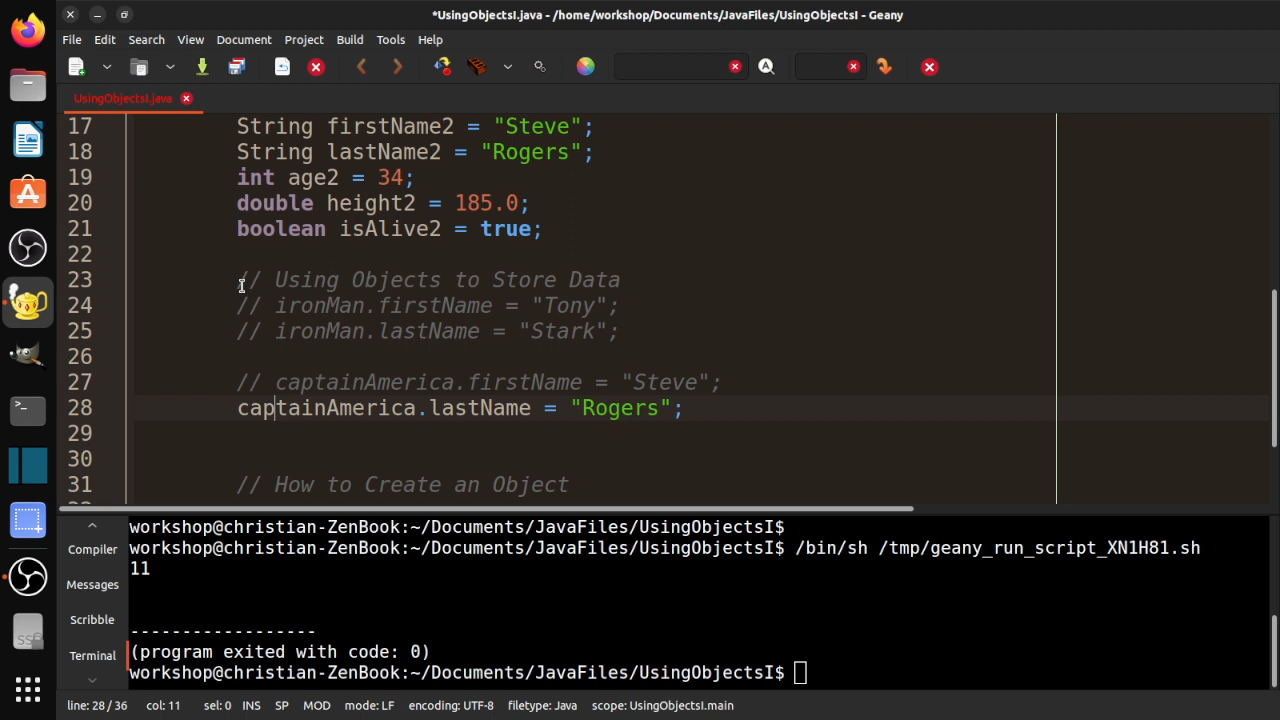 *UsingObjectsI.java - /home/workshop/Documents/JavaFiles/UsingObjectsI - Geany
File Edit Search View Document Project Build Tools Help
UsingObjectsI.java
17 String firstName2 = "Steve";
18 String lastName2 = "Rogers";
19 int age2 = 34;
20 double height2 = 185.0;
21 boolean isAlive2 = true;
22
23 // Using Objects to Store Data
24 // ironMan.firstName = "Tony";
25 // ironMan.lastName = "Stark";
26
27 // captainAmerica.firstName = "Steve";
28 captainAmerica.lastName = "Rogers";
29
30
31 // How to Create an Object
Compiler
Messages
Scribble
Terminal
workshop@christian-ZenBook:~/Documents/JavaFiles/UsingObjectsI$
workshop@christian-ZenBook:~/Documents/JavaFiles/UsingObjectsI$ /bin/sh /tmp/geany_run_script_XN1H81.sh
11
------------------
(program exited with code: 0)
workshop@christian-ZenBook:~/Documents/JavaFiles/UsingObjectsI$
line: 28 / 36 col: 11 sel: 0 INS SP MOD mode: LF encoding: UTF-8 filetype: Java scope: UsingObjectsI.main